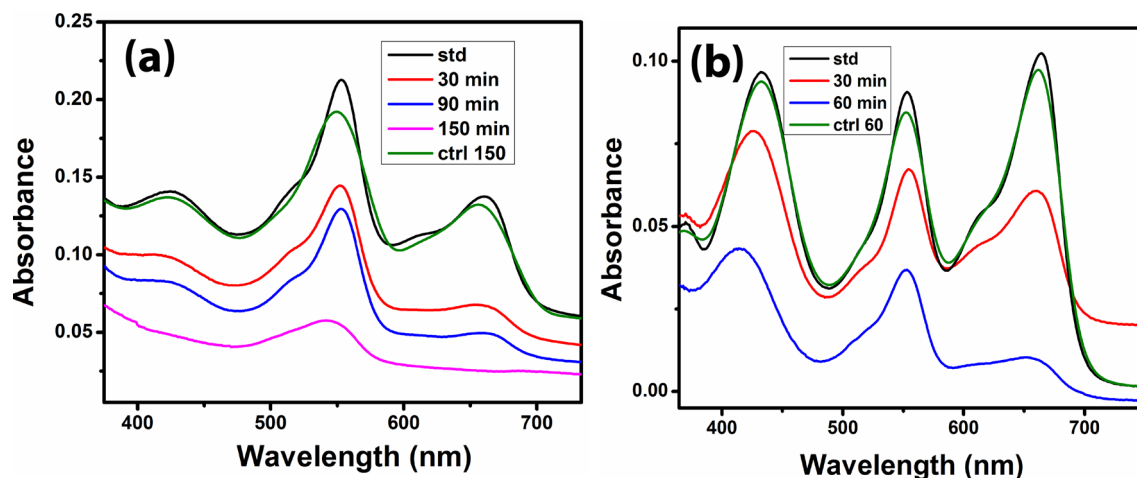 (a)
std
30 min
90 min
150 min
ctrl 150
Absorbance
0.25
0.20
0.15
0.10
0.05
400 500 600 700
Wavelength (nm)
(b)
std
30 min
60 min
ctrl 60
Absorbance
0.10
0.05
0.00
400 500 600 700
Wavelength (nm)